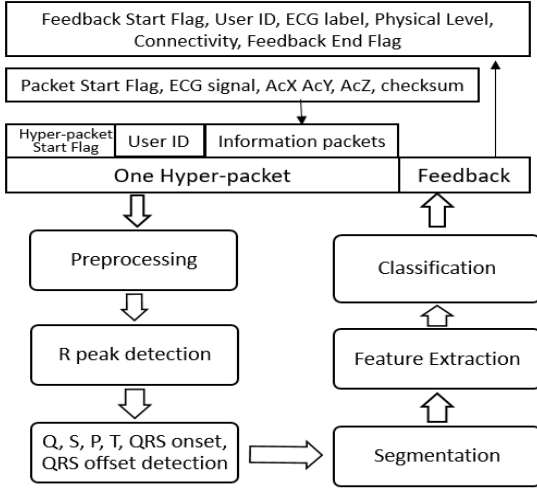 Feedback Start Flag, User ID, ECG label, Physical Level,
Connectivity, Feedback End Flag
Packet Start Flag, ECG signal, AcX AcY, AcZ, checksum
Hyper-packet
Start Flag
User ID
Information packets
One Hyper-packet
Feedback
Preprocessing
Classification
R peak detection
Feature Extraction
Q, S, P, T, QRS onset,
QRS offset detection
Segmentation